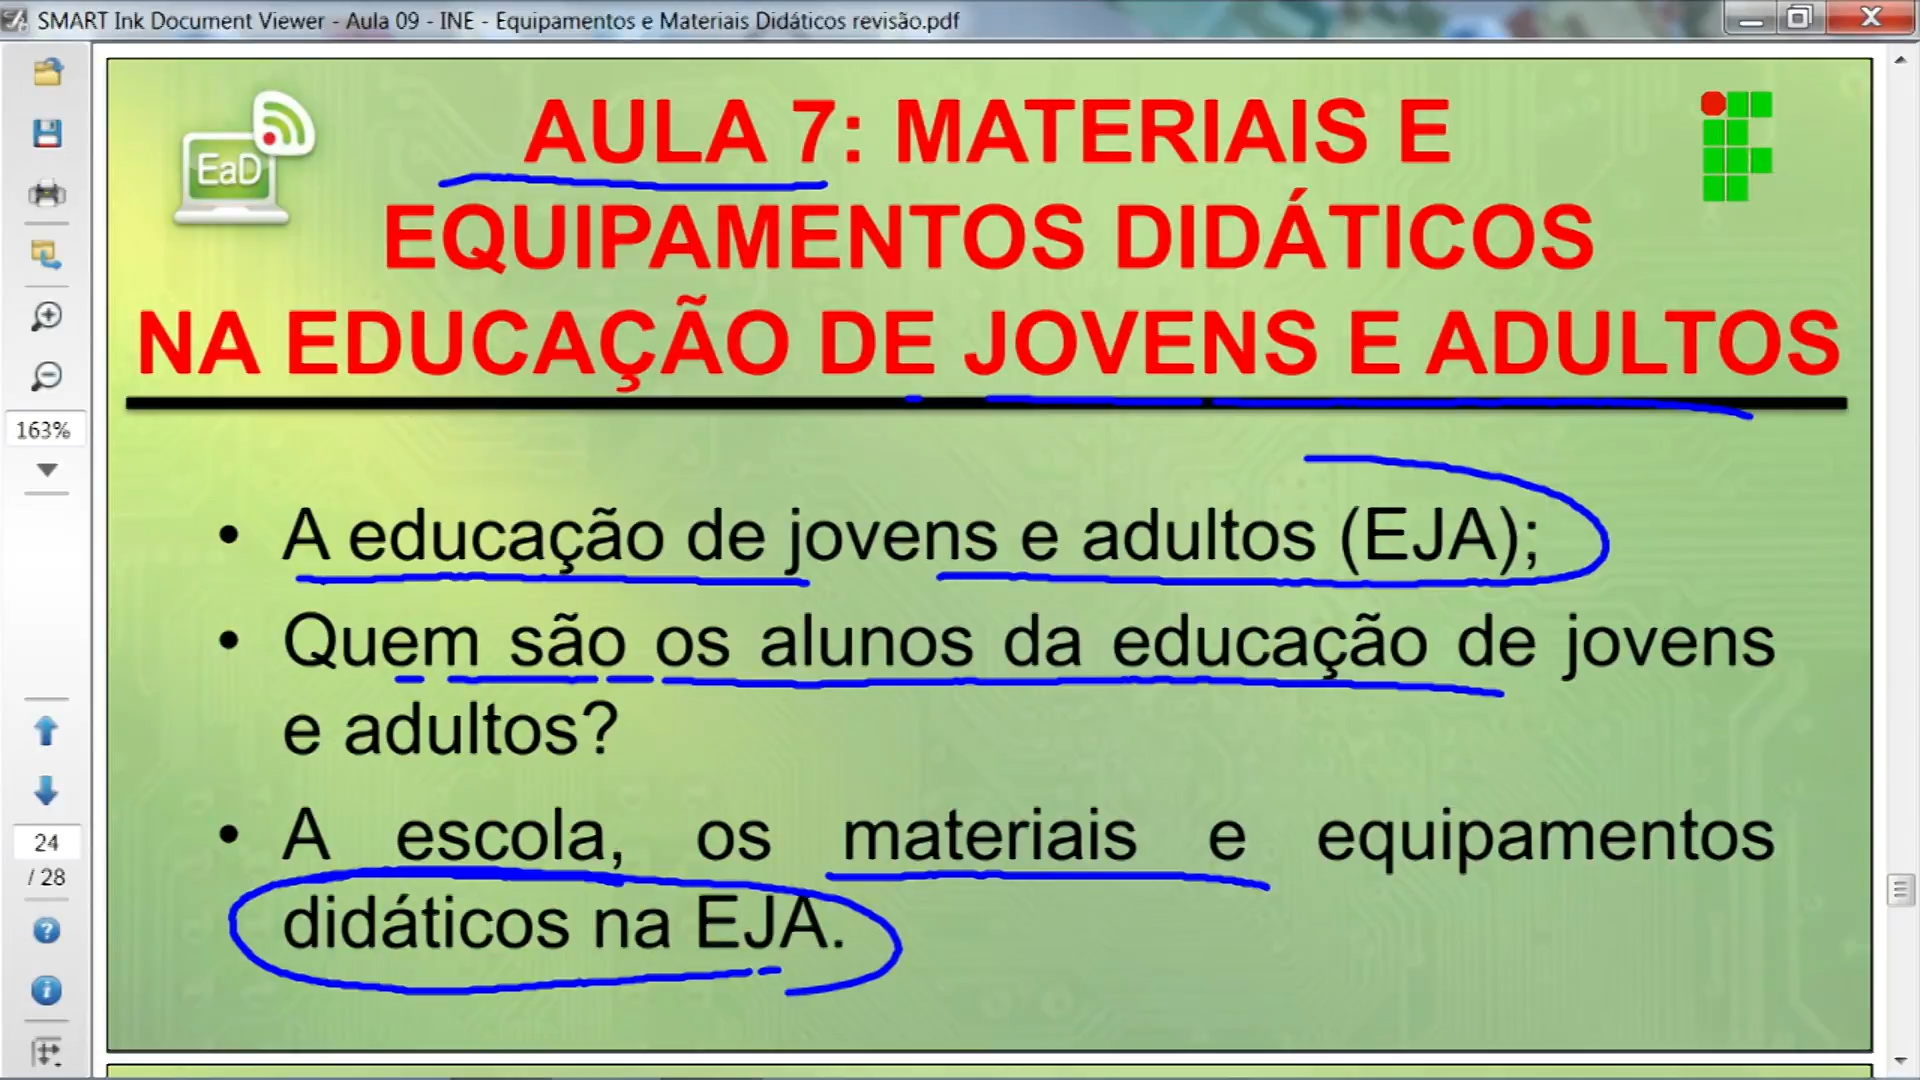 SMART Ink Document Viewer - Aula 09 - INE - Equipamentos e Materiais Didáticos revisão.pdf
EaD
AULA 7: MATERIAIS E
EQUIPAMENTOS DIDÁTICOS
NA EDUCAÇÃO DE JOVENS E ADULTOS
163%
• A educação de jovens e adultos (EJA);
• Quem são os alunos da educação de jovens
e adultos?
• A escola, os materiais e equipamentos
didáticos na EJA.
24
/ 28